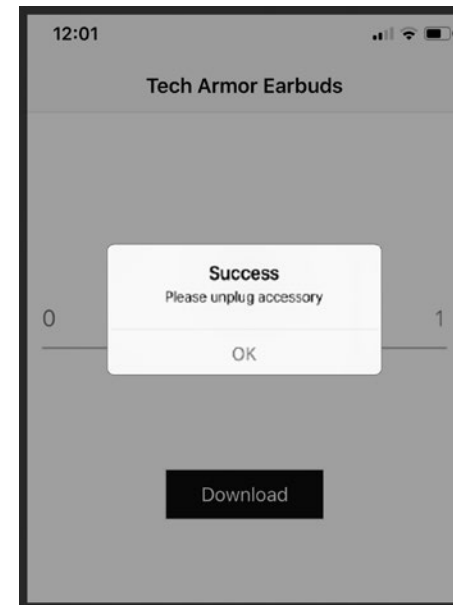 12:01
Tech Armor Earbuds
Success
Please unplug accessory
0
1
OK
Download